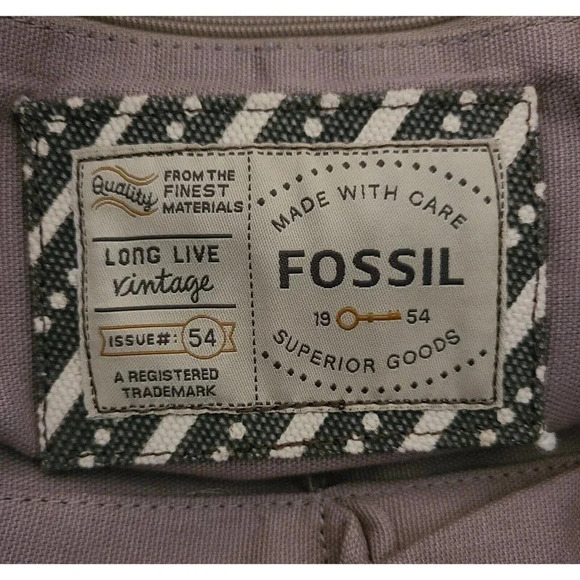 Quality
FROM THE
FINEST
MATERIALS
LONG LIVE
vintage
ISSUE#: 54
A REGISTERED
TRADEMARK
MADE WITH CARE
FOSSIL
19 54
SUPERIOR GOODS